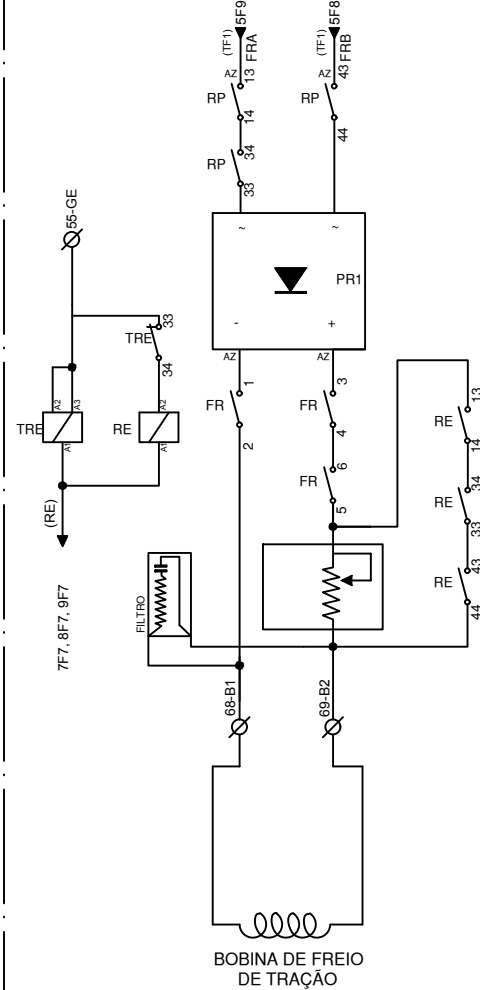 5F9
(TF1)
FRA
5F8
(TF1)
FRB
AZ
13
RP
14
34
RP
33
AZ
43
RP
44
~
~
PR1
-
+
AZ
AZ
55-GE
33
TRE
34
A2
A3
TRE
A1
A2
RE
A1
(RE)
7F7, 8F7, 9F7
1
FR
2
3
FR
4
6
FR
5
13
RE
14
34
RE
33
43
RE
44
FILTRO
68-B1
69-B2
BOBINA DE FREIO
DE TRAÇÃO